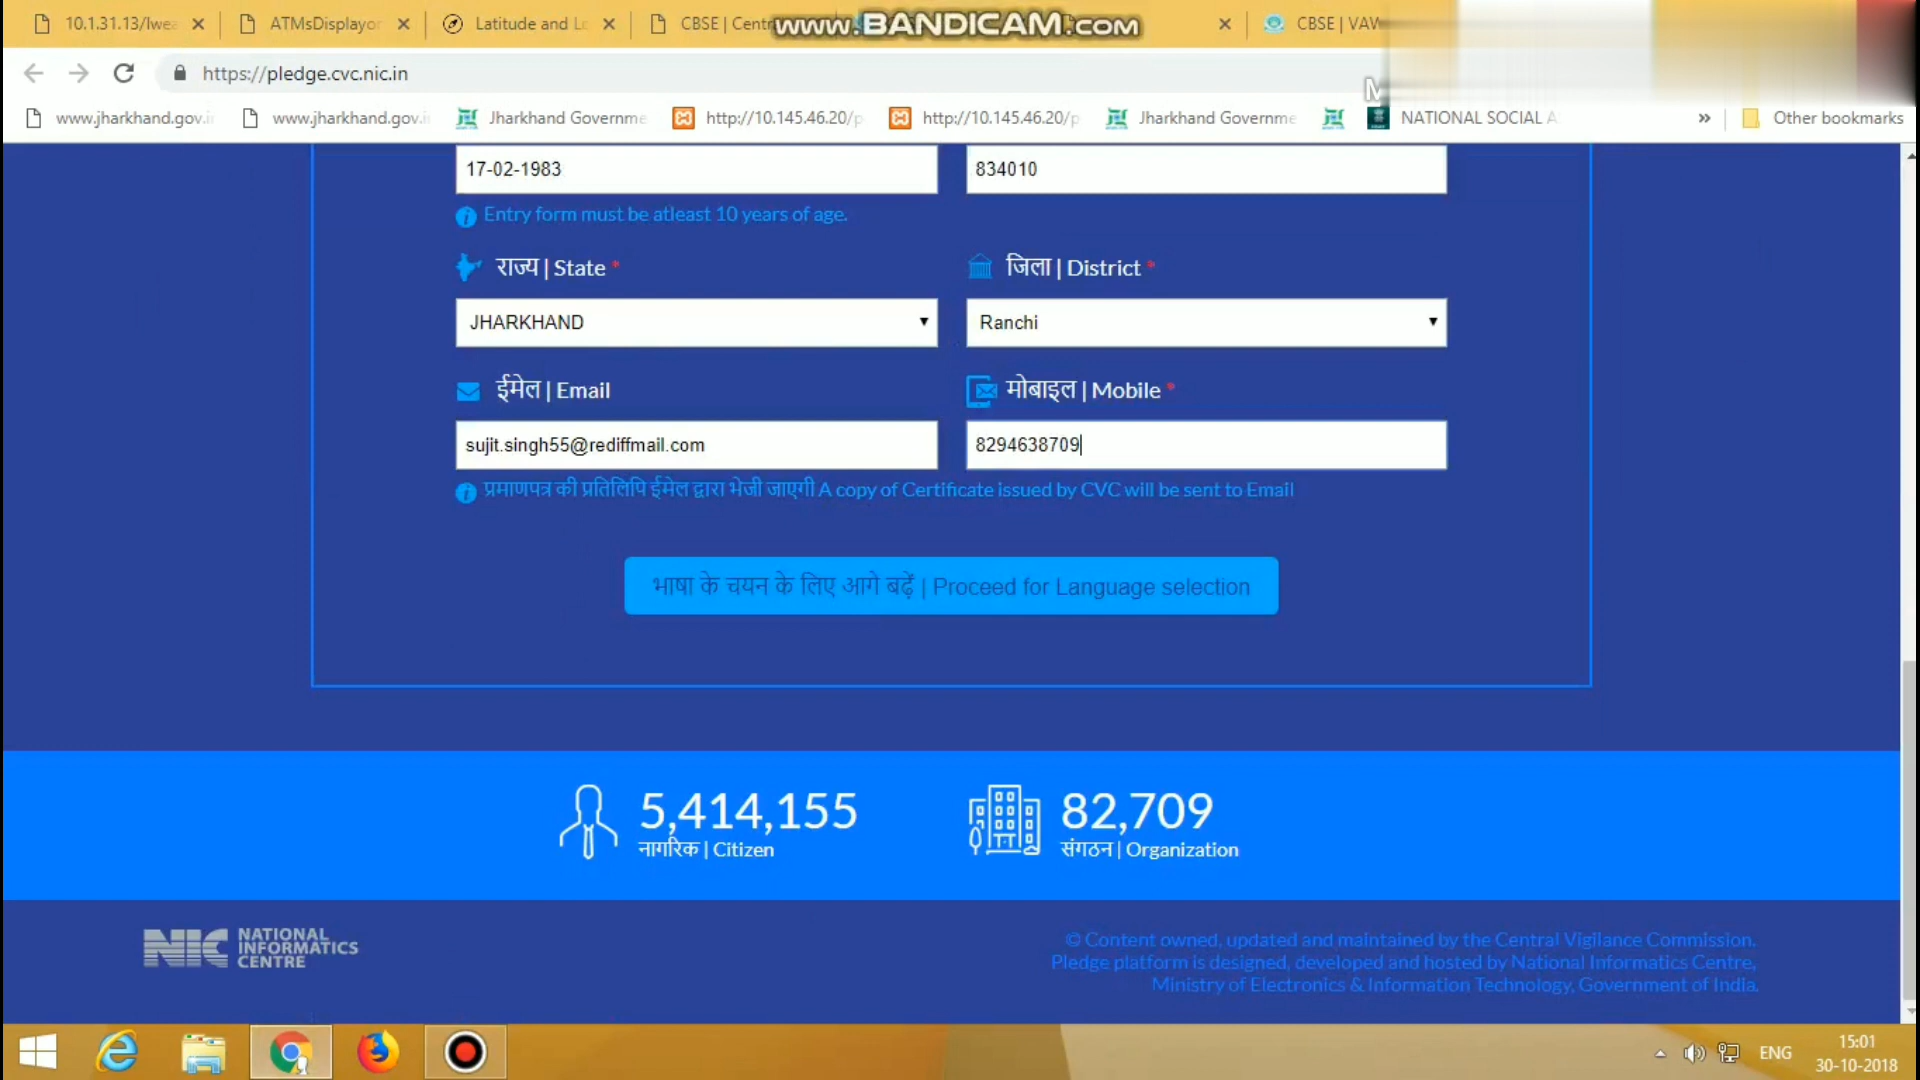 10.1.31.13/lwea
ATMsDisplayon
Latitude and Lo
CBSE | Centr
www.BANDICAM.com
CBSE | VAW
https://pledge.cvc.nic.in
M
www.jharkhand.gov.i
www.jharkhand.gov.i
Jharkhand Governme
http://10.145.46.20/p
http://10.145.46.20/p
Jharkhand Governme
NATIONAL SOCIAL A
»
Other bookmarks
17-02-1983
834010
Entry form must be atleast 10 years of age.
राज्य | State *
जिला | District *
JHARKHAND
Ranchi
ईमेल | Email
मोबाइल | Mobile *
sujit.singh55@rediffmail.com
8294638709
प्रमाणपत्र की प्रतिलिपि ईमेल द्वारा भेजी जाएगी A copy of Certificate issued by CVC will be sent to Email
भाषा के चयन के लिए आगे बढ़ें | Proceed for Language selection
5,414,155
नागरिक | Citizen
82,709
संगठन | Organization
NIC NATIONAL
INFORMATICS
CENTRE
© Content owned, updated and maintained by the Central Vigilance Commission.
Pledge platform is designed, developed and hosted by National Informatics Centre,
Ministry of Electronics & Information Technology, Government of India.
ENG
15:01
30-10-2018